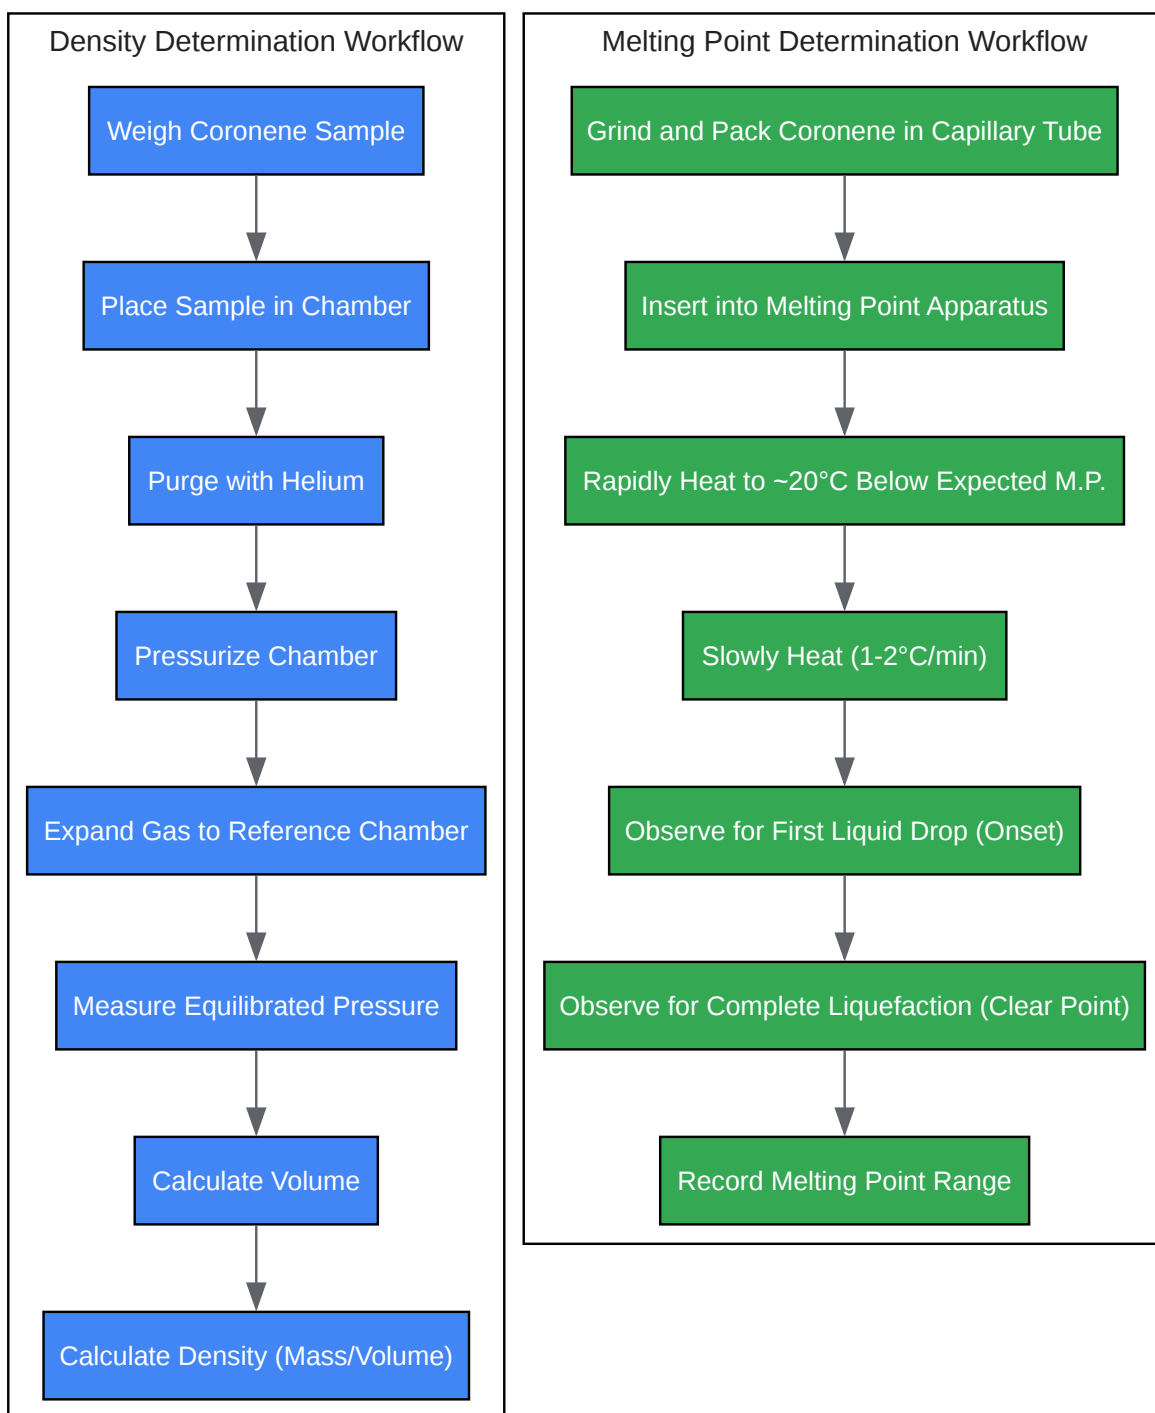 Density Determination Workflow
Weigh Coronene Sample
Place Sample in Chamber
Purge with Helium
Pressurize Chamber
Expand Gas to Reference Chamber
Measure Equilibrated Pressure
Calculate Volume
Calculate Density (Mass/Volume)
Melting Point Determination Workflow
Grind and Pack Coronene in Capillary Tube
Insert into Melting Point Apparatus
Rapidly Heat to ~20°C Below Expected M.P.
Slowly Heat (1-2°C/min)
Observe for First Liquid Drop (Onset)
Observe for Complete Liquefaction (Clear Point)
Record Melting Point Range